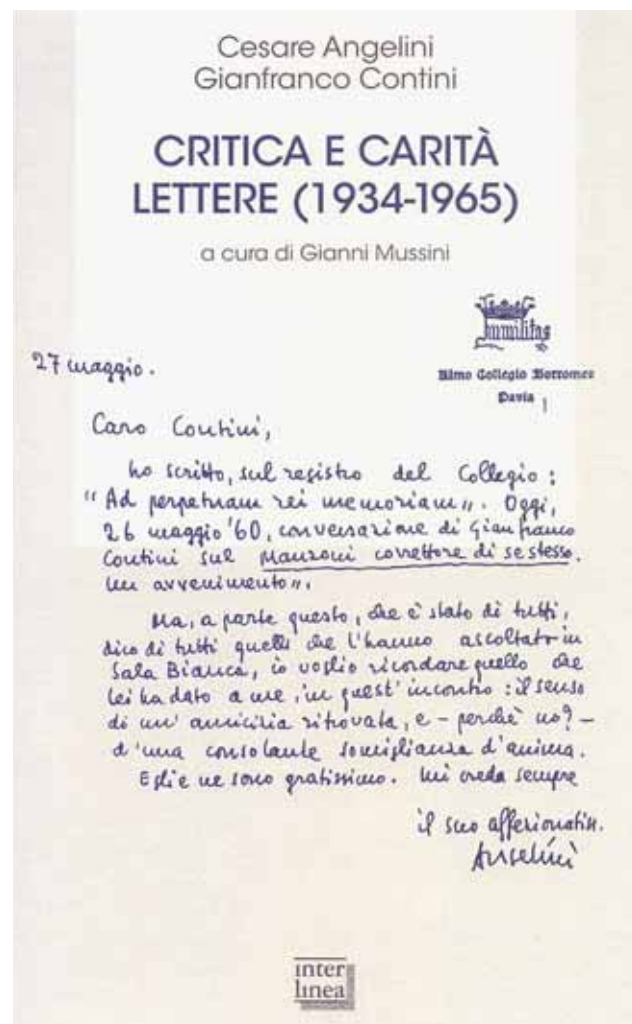 Cesare Angelini
Gianfranco Contini
CRITICA E CARITÀ
LETTERE (1934-1965)
a cura di Gianni Mussini
Humilitas
Almo Collegio Borromeo
Pavia
27 maggio.
Caro Contini,
ho scritto, sul registro del Collegio :
"Ad perpetuam rei memoriam". Oggi,
26 maggio '60, conversazione di Gianfranco
Contini sul Manzoni correttore di se stesso.
Un avvenimento".
Ma, a parte questo, che è stato di tutti,
dico di tutti quelli che l'hanno ascoltato in
Sala Bianca, io voglio ricordare quello che
lei ha dato a me, in quest'incontro : il senso
di un'amicizia ritrovata, e – perchè no? –
d'una consolante somiglianza d'anima.
E gliene sono gratissimo. Mi creda sempre
il suo affezionatiss.
Angelini
inter
linea